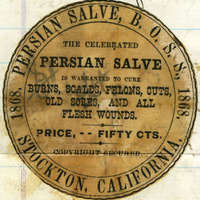 PERSIAN SALVE, B. O. S. S.,
1868.
1868.
THE CELEBRATED
PERSIAN SALVE
IS WARRANTED TO CURE
BURNS, SCALDS, FELONS, CUTS,
OLD SORES, AND ALL
FLESH WOUNDS.
PRICE, -- FIFTY CTS.
COPYRIGHT SECURED.
STOCKTON, CALIFORNIA